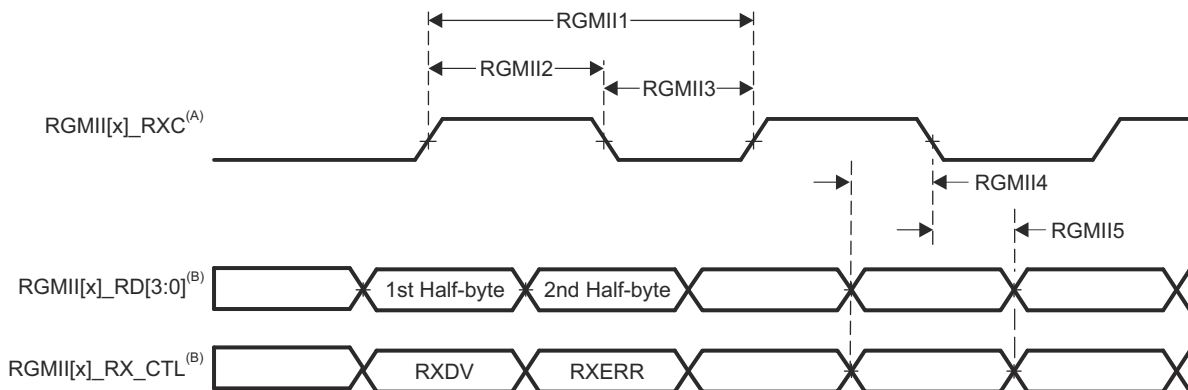 RGMII1
RGMII2
RGMII3
RGMII[x]_RXC(A)
RGMII4
RGMII5
RGMII[x]_RD[3:0](B)
1st Half-byte
2nd Half-byte
RGMII[x]_RX_CTL(B)
RXDV
RXERR